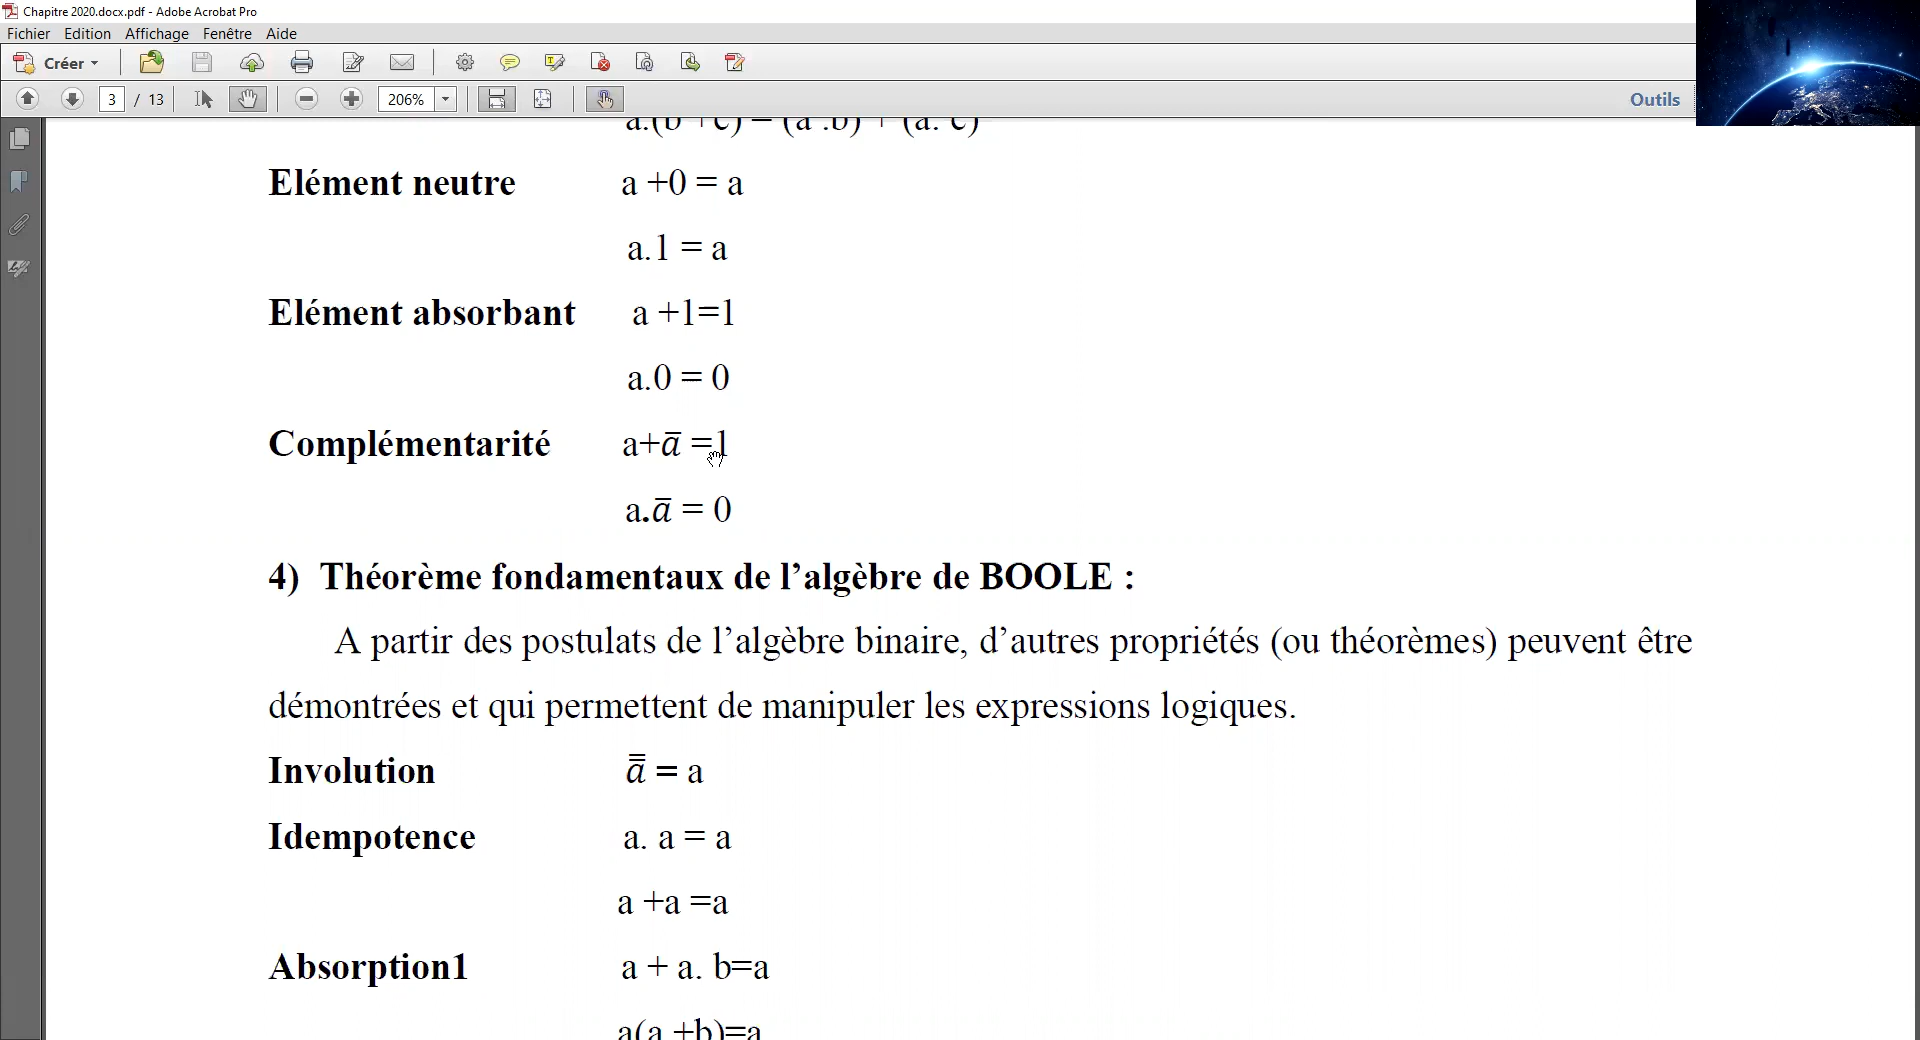 Chapitre 2020.docx.pdf - Adobe Acrobat Pro
Fichier Edition Affichage Fenêtre Aide
Créer
3 / 13 206% Outils
a.(b +c) = (a .b) + (a. c)
Elément neutre a +0 = a
a.1 = a
Elément absorbant a +1=1
a.0 = 0
Complémentarité a+a̅ =1
a.a̅ = 0
4) Théorème fondamentaux de l’algèbre de BOOLE :
A partir des postulats de l’algèbre binaire, d’autres propriétés (ou théorèmes) peuvent être
démontrées et qui permettent de manipuler les expressions logiques.
Involution a̿ = a
Idempotence a. a = a
a +a =a
Absorption1 a + a. b=a
a(a +b)=a